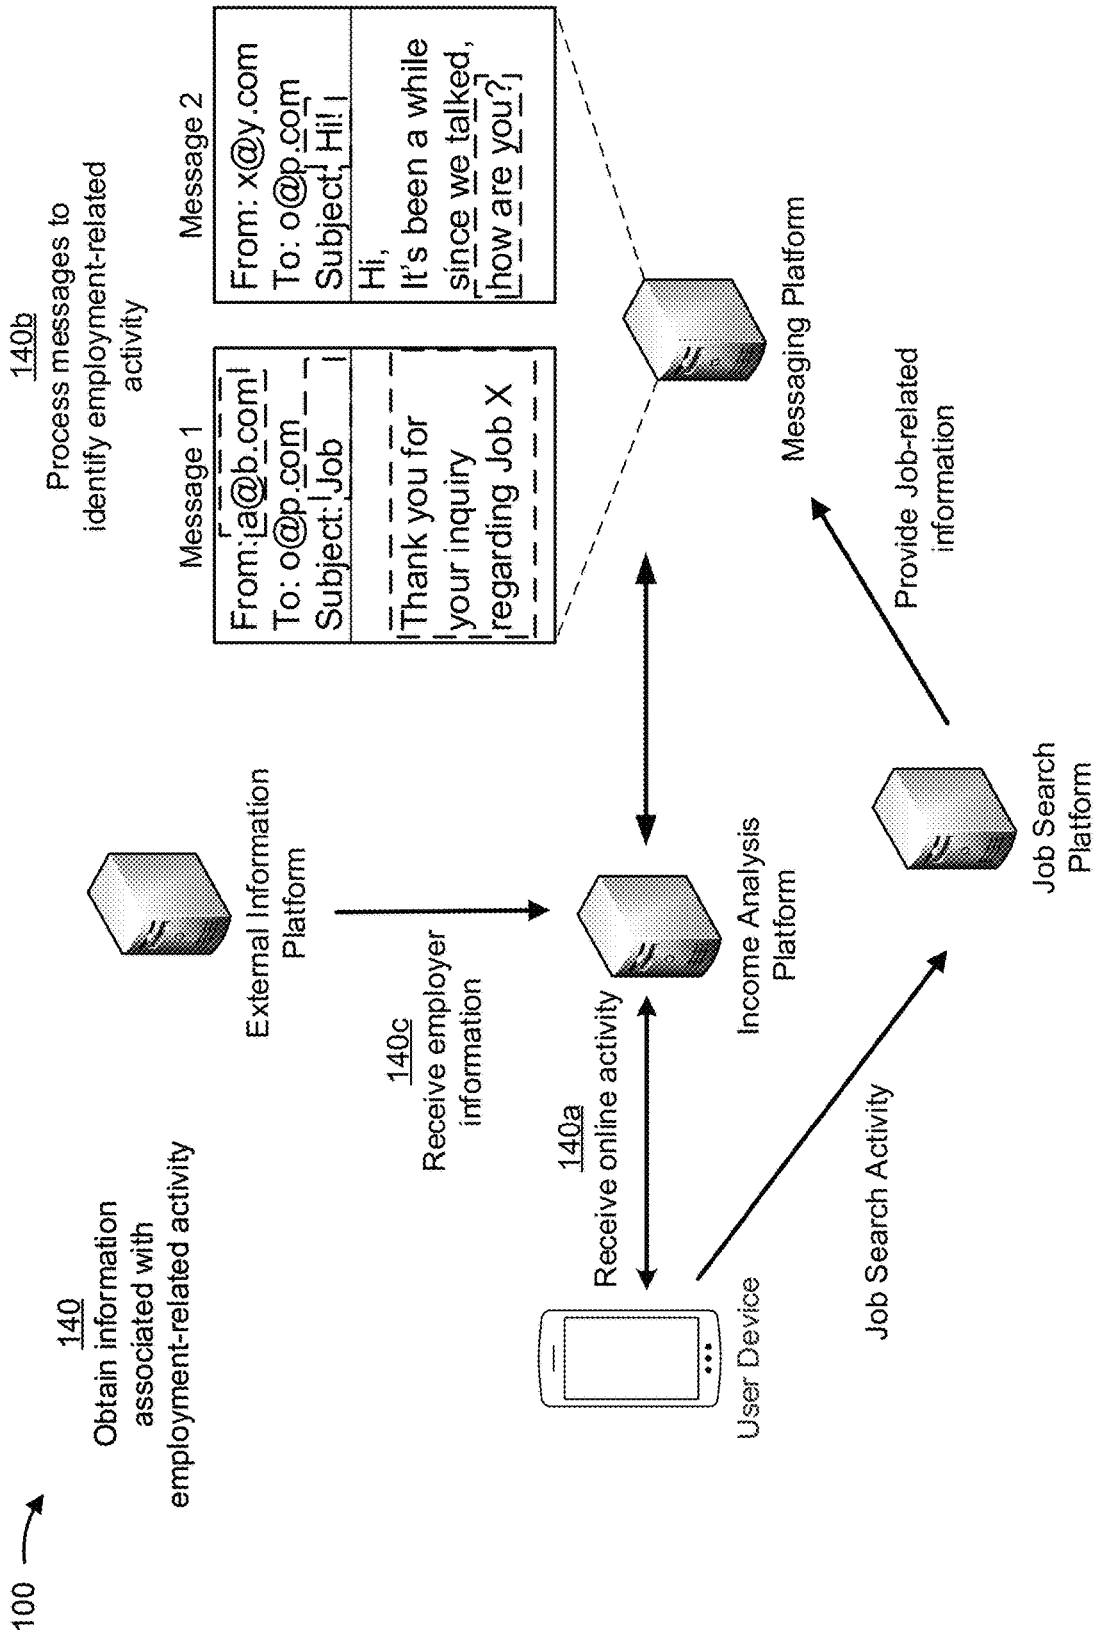 100
140
Obtain information
associated with
employment-related activity
140b
Process messages to
identify employment-related
activity
External Information
Platform
140c
Receive employer
information
Message 1
From: a@b.com
To: o@p.com
Subject: Job
Thank you for
your inquiry
regarding Job X
Message 2
From: x@y.com
To: o@p.com
Subject: Hi!
Hi,
It's been a while
since we talked,
how are you?
140a
Receive online activity
User Device
Income Analysis
Platform
Messaging Platform
Job Search Activity
Job Search
Platform
Provide Job-related
information